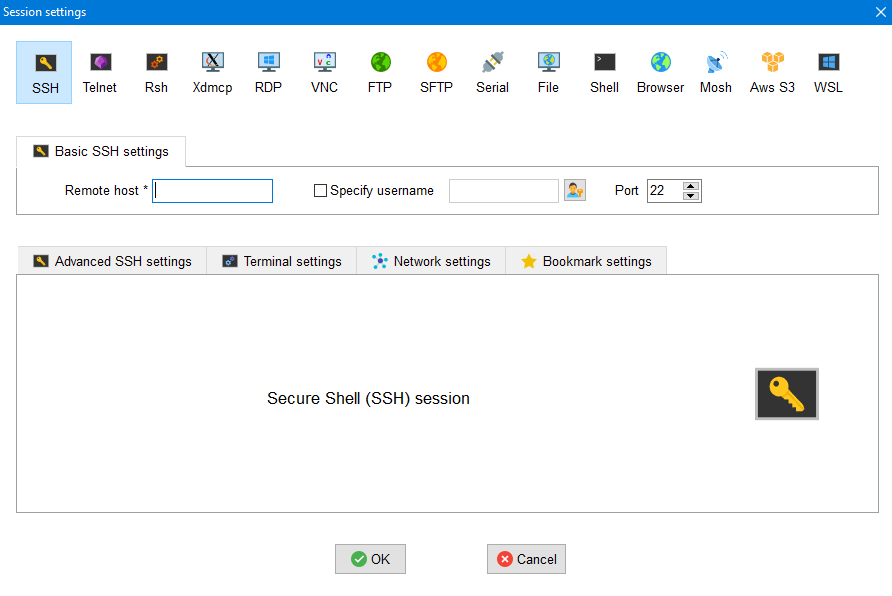 Session settings
SSH Telnet Rsh Xdmcp RDP VNC FTP SFTP Serial File Shell Browser Mosh Aws S3 WSL
Basic SSH settings
Remote host * Specify username Port 22
Advanced SSH settings Terminal settings Network settings Bookmark settings
Secure Shell (SSH) session
OK Cancel